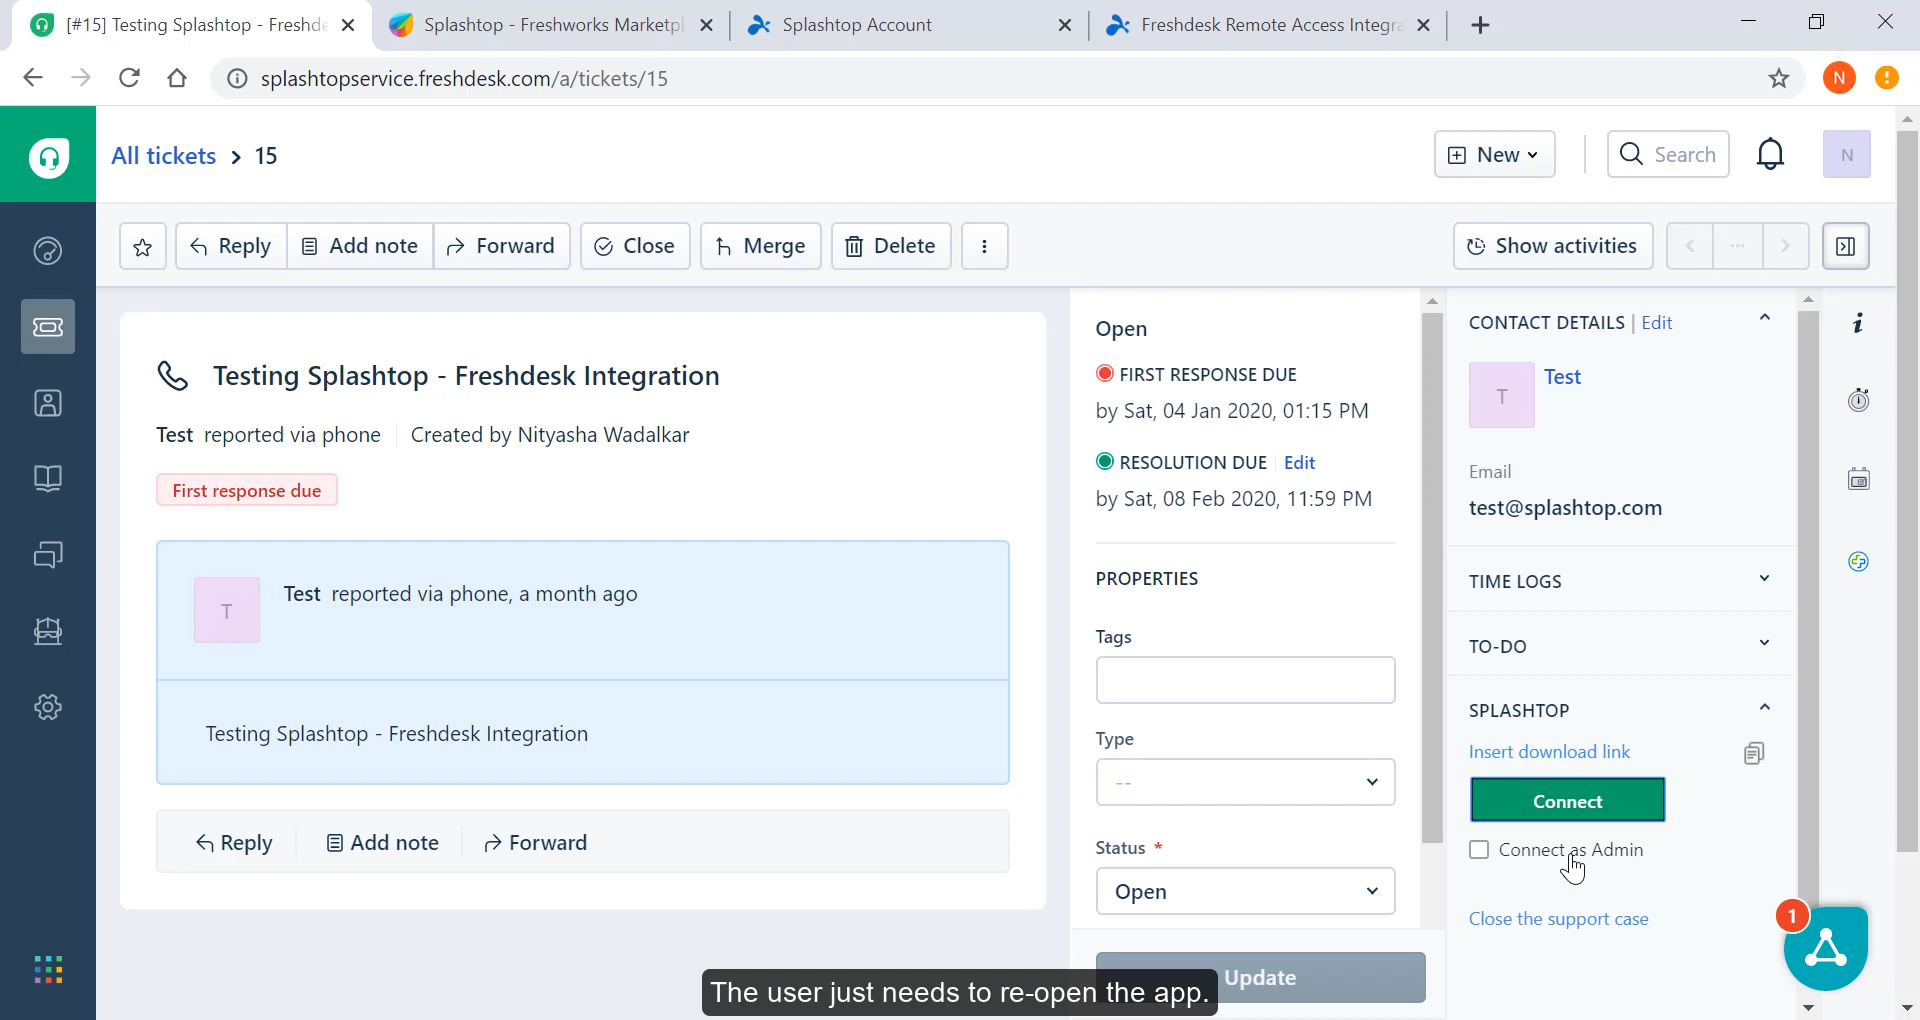 [#15] Testing Splashtop - Freshde
Splashtop - Freshworks Marketpl
Splashtop Account
Freshdesk Remote Access Integra
splashtopservice.freshdesk.com/a/tickets/15
N
All tickets > 15
New
Search
N
Reply
Add note
Forward
Close
Merge
Delete
Show activities
Testing Splashtop - Freshdesk Integration
Test reported via phone
Created by Nityasha Wadalkar
First response due
T
Test reported via phone, a month ago
Testing Splashtop - Freshdesk Integration
Reply
Add note
Forward
Open
FIRST RESPONSE DUE
by Sat, 04 Jan 2020, 01:15 PM
RESOLUTION DUE Edit
by Sat, 08 Feb 2020, 11:59 PM
PROPERTIES
Tags
Type
--
Status *
Open
Update
CONTACT DETAILS | Edit
T
Test
Email
test@splashtop.com
TIME LOGS
TO-DO
SPLASHTOP
Insert download link
Connect
Connect as Admin
Close the support case
1
The user just needs to re-open the app.